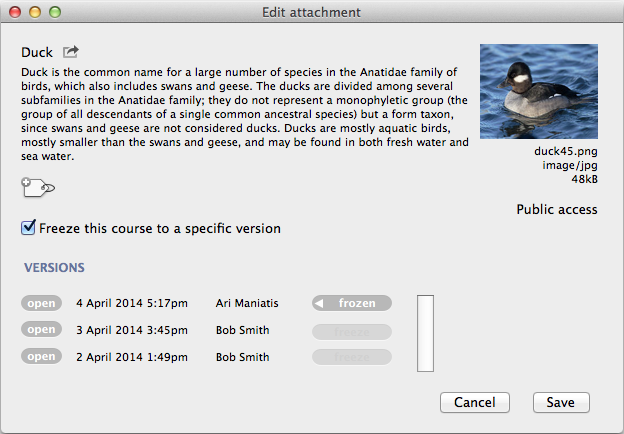 Edit attachment
Duck
Duck is the common name for a large number of species in the Anatidae family of
birds, which also includes swans and geese. The ducks are divided among several
subfamilies in the Anatidae family; they do not represent a monophyletic group (the
group of all descendants of a single common ancestral species) but a form taxon,
since swans and geese are not considered ducks. Ducks are mostly aquatic birds,
mostly smaller than the swans and geese, and may be found in both fresh water and
sea water.
duck45.png
image/jpg
48kB
Public access
Freeze this course to a specific version
VERSIONS
open 4 April 2014 5:17pm Ari Maniatis frozen
open 3 April 2014 3:45pm Bob Smith freeze
open 2 April 2014 1:49pm Bob Smith freeze
Cancel Save